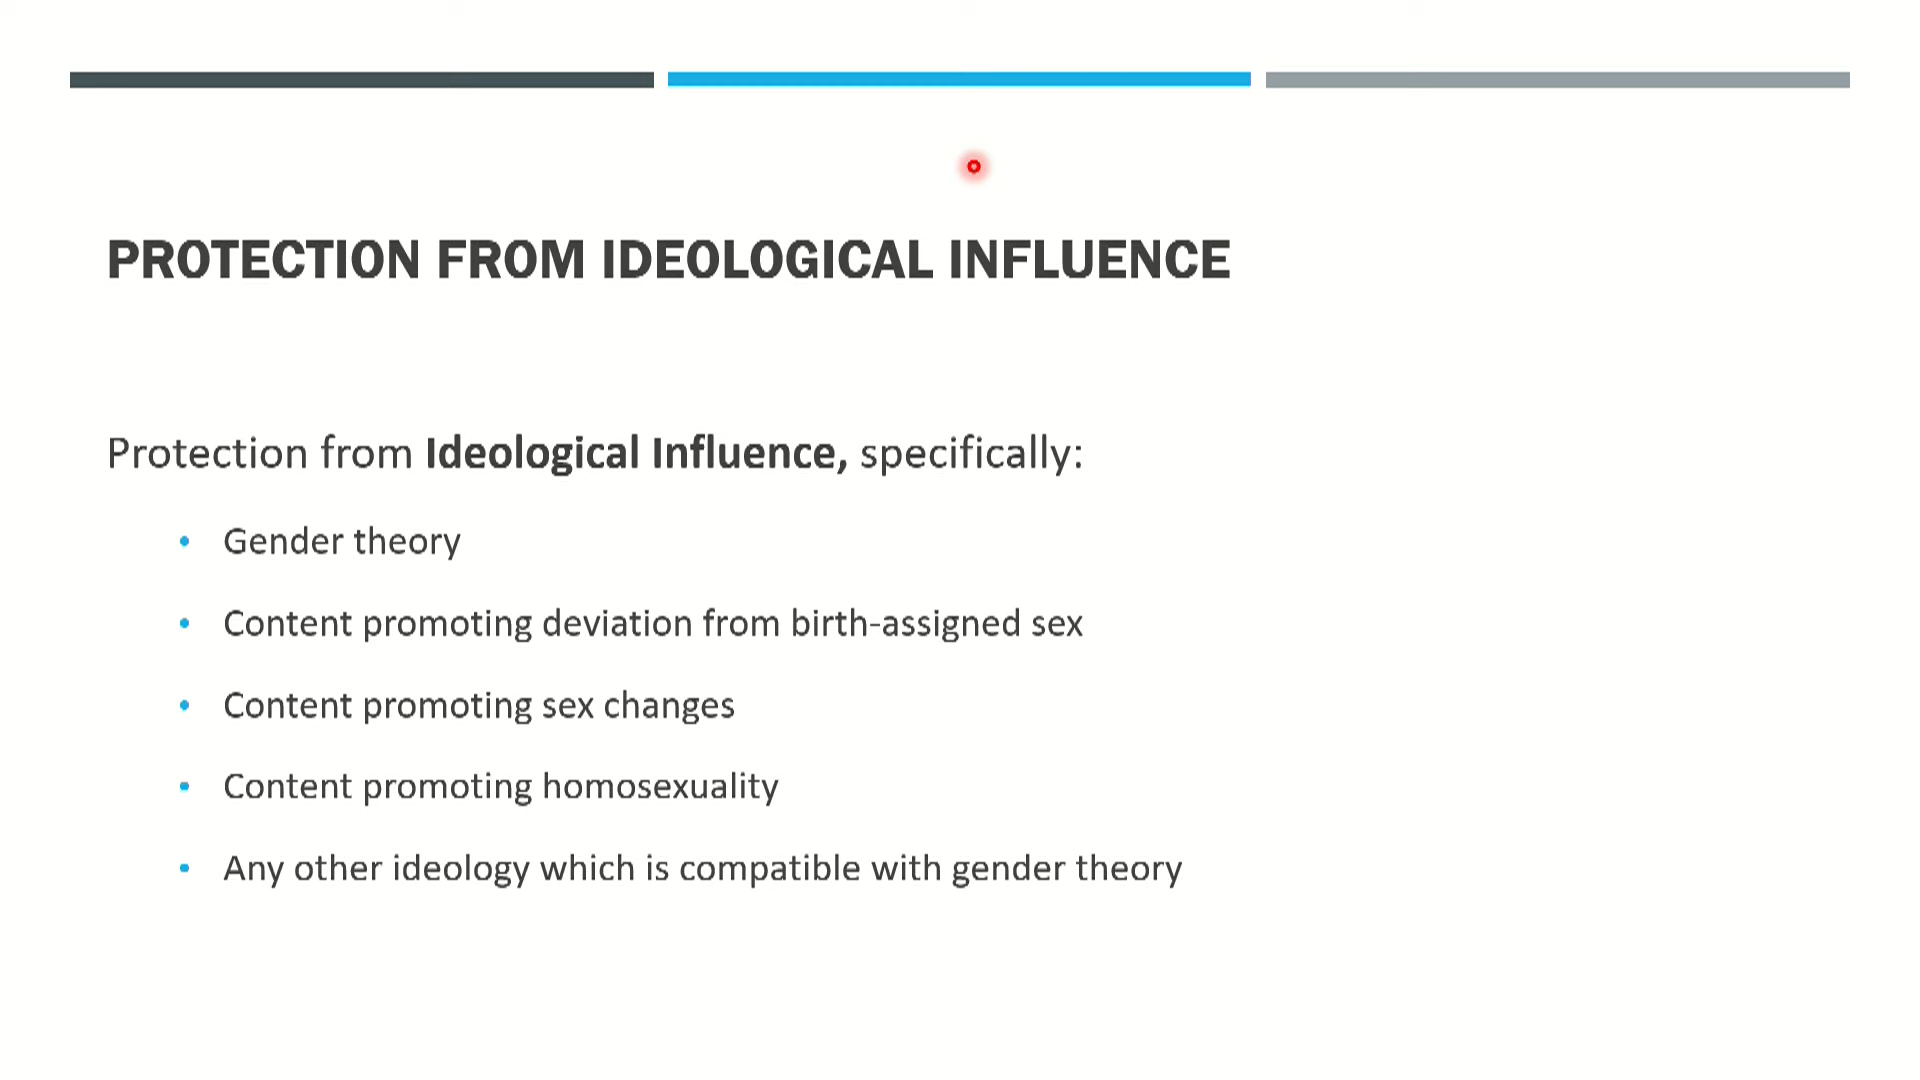 PROTECTION FROM IDEOLOGICAL INFLUENCE
Protection from Ideological Influence, specifically:
• Gender theory
• Content promoting deviation from birth-assigned sex
• Content promoting sex changes
• Content promoting homosexuality
• Any other ideology which is compatible with gender theory